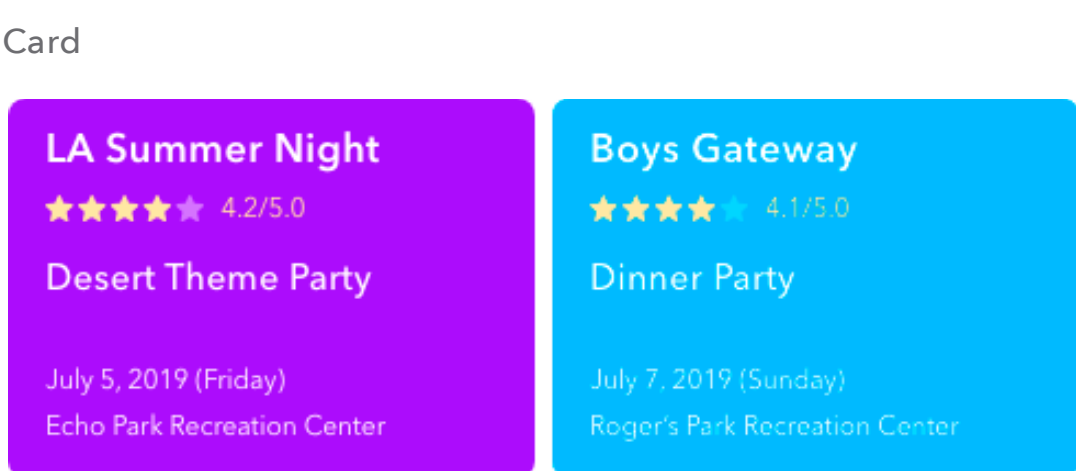 Card
LA Summer Night
4.2/5.0
Desert Theme Party
July 5, 2019 (Friday)
Echo Park Recreation Center
Boys Gateway
4.1/5.0
Dinner Party
July 7, 2019 (Sunday)
Roger's Park Recreation Center